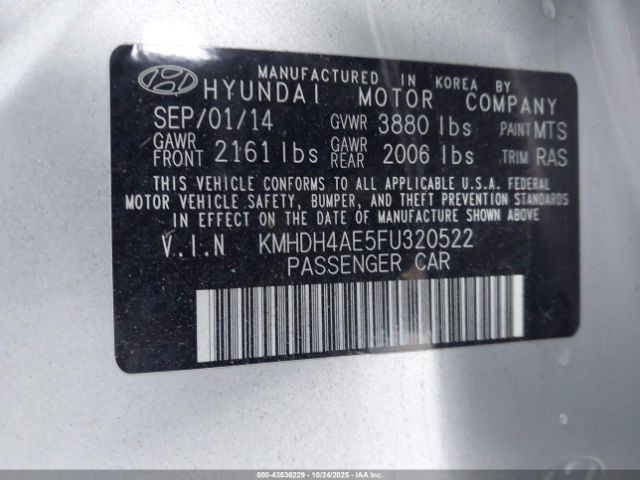 MANUFACTURED IN KOREA BY
HYUNDAI MOTOR COMPANY
SEP/01/14 GVWR 3880 lbs PAINT MTS
GAWR FRONT 2161 lbs GAWR REAR 2006 lbs TRIM RAS
THIS VEHICLE CONFORMS TO ALL APPLICABLE U.S.A. FEDERAL
MOTOR VEHICLE SAFETY, BUMPER, AND THEFT PREVENTION STANDARDS
IN EFFECT ON THE DATE OF MANUFACTURE SHOWN ABOVE.
V.I.N KMHDH4AE5FU320522
PASSENGER CAR
000-43536229 - 10/24/2025 - IAAI.COM